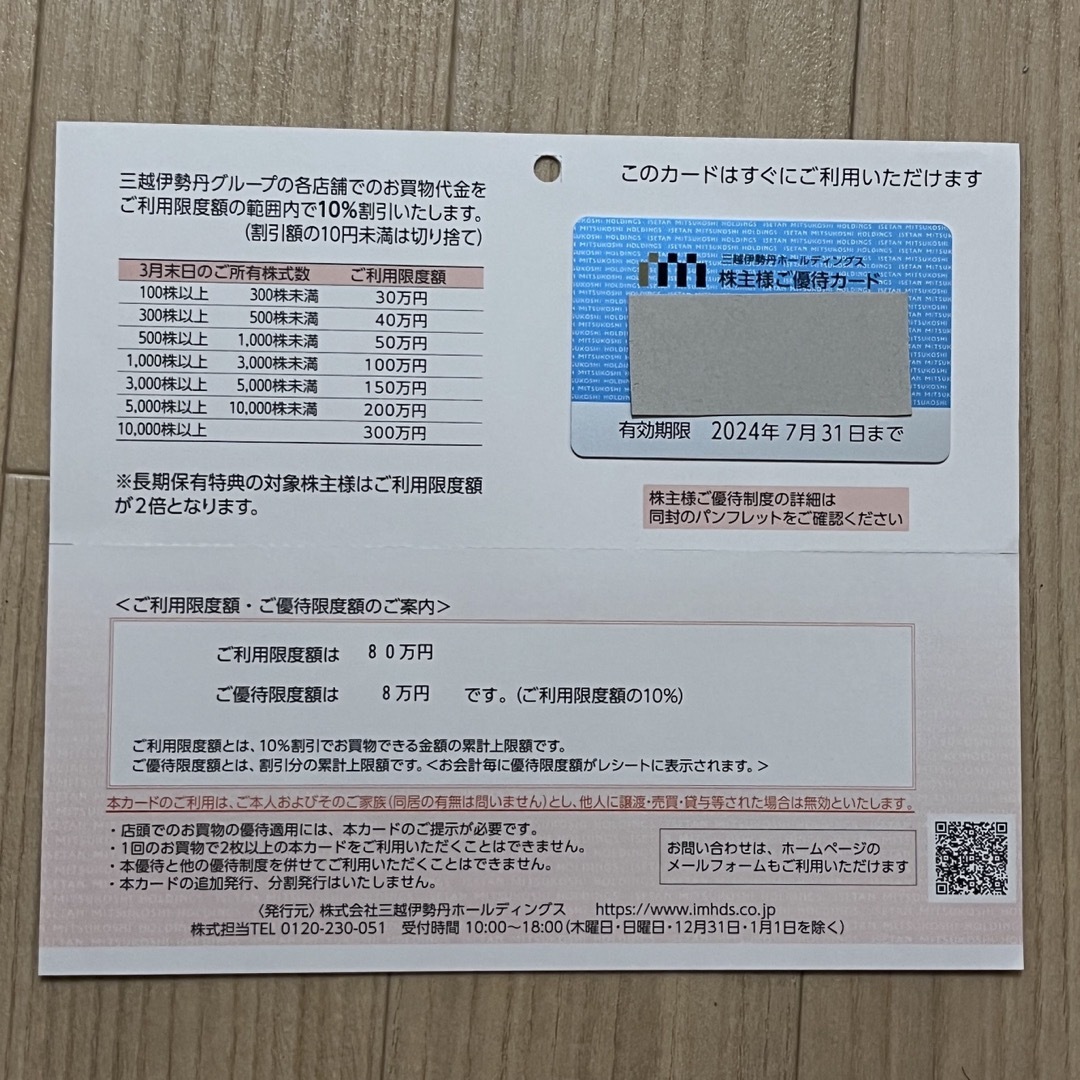 三越伊勢丹グループの各店舗でのお買物代金を
ご利用限度額の範囲内で10%割引いたします。
(割引額の10円未満は切り捨て)
3月末日のご所有株式数 ご利用限度額
100株以上 300株未満 30万円
300株以上 500株未満 40万円
500株以上 1,000株未満 50万円
1,000株以上 3,000株未満 100万円
3,000株以上 5,000株未満 150万円
5,000株以上 10,000株未満 200万円
10,000株以上 300万円
※長期保有特典の対象株主様はご利用限度額
が2倍となります。
このカードはすぐにご利用いただけます
三越伊勢丹ホールディングス
株主様ご優待カード
有効期限 2024年7月31日まで
株主様ご優待制度の詳細は
同封のパンフレットをご確認ください
＜ご利用限度額・ご優待限度額のご案内＞
ご利用限度額は 80万円
ご優待限度額は 8万円 です。(ご利用限度額の10%)
ご利用限度額とは、10%割引でお買物できる金額の累計上限額です。
ご優待限度額とは、割引分の累計上限額です。＜お会計毎に優待限度額がレシートに表示されます。＞
本カードのご利用は、ご本人およびそのご家族(同居の有無は問いません)とし、他人に譲渡・売買・貸与等された場合は無効といたします。
・店頭でのお買物の優待適用には、本カードのご提示が必要です。
・1回のお買物で2枚以上の本カードをご利用いただくことはできません。
・本優待と他の優待制度を併せてご利用いただくことはできません。
・本カードの追加発行、分割発行はいたしません。
お問い合わせは、ホームページの
メールフォームもご利用いただけます
〈発行元〉株式会社三越伊勢丹ホールディングス https://www.imhds.co.jp
株式担当TEL 0120-230-051 受付時間 10:00～18:00(木曜日・日曜日・12月31日・1月1日を除く)